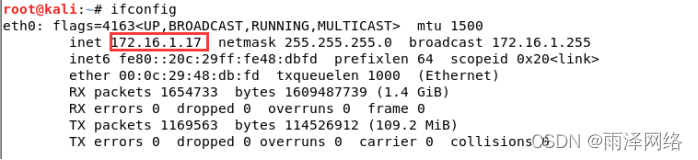 root@kali:~# ifconfig
eth0: flags=4163<UP,BROADCAST,RUNNING,MULTICAST>  mtu 1500
        inet 172.16.1.17  netmask 255.255.255.0  broadcast 172.16.1.255
        inet6 fe80::20c:29ff:fe48:dbfd  prefixlen 64  scopeid 0x20<link>
        ether 00:0c:29:48:db:fd  txqueuelen 1000  (Ethernet)
        RX packets 1654733  bytes 1609487739 (1.4 GiB)
        RX errors 0  dropped 0  overruns 0  frame 0
        TX packets 1169563  bytes 114526912 (109.2 MiB)
        TX errors 0  dropped 0 overruns 0  carrier 0  collisions 0
CSDN @雨泽网络